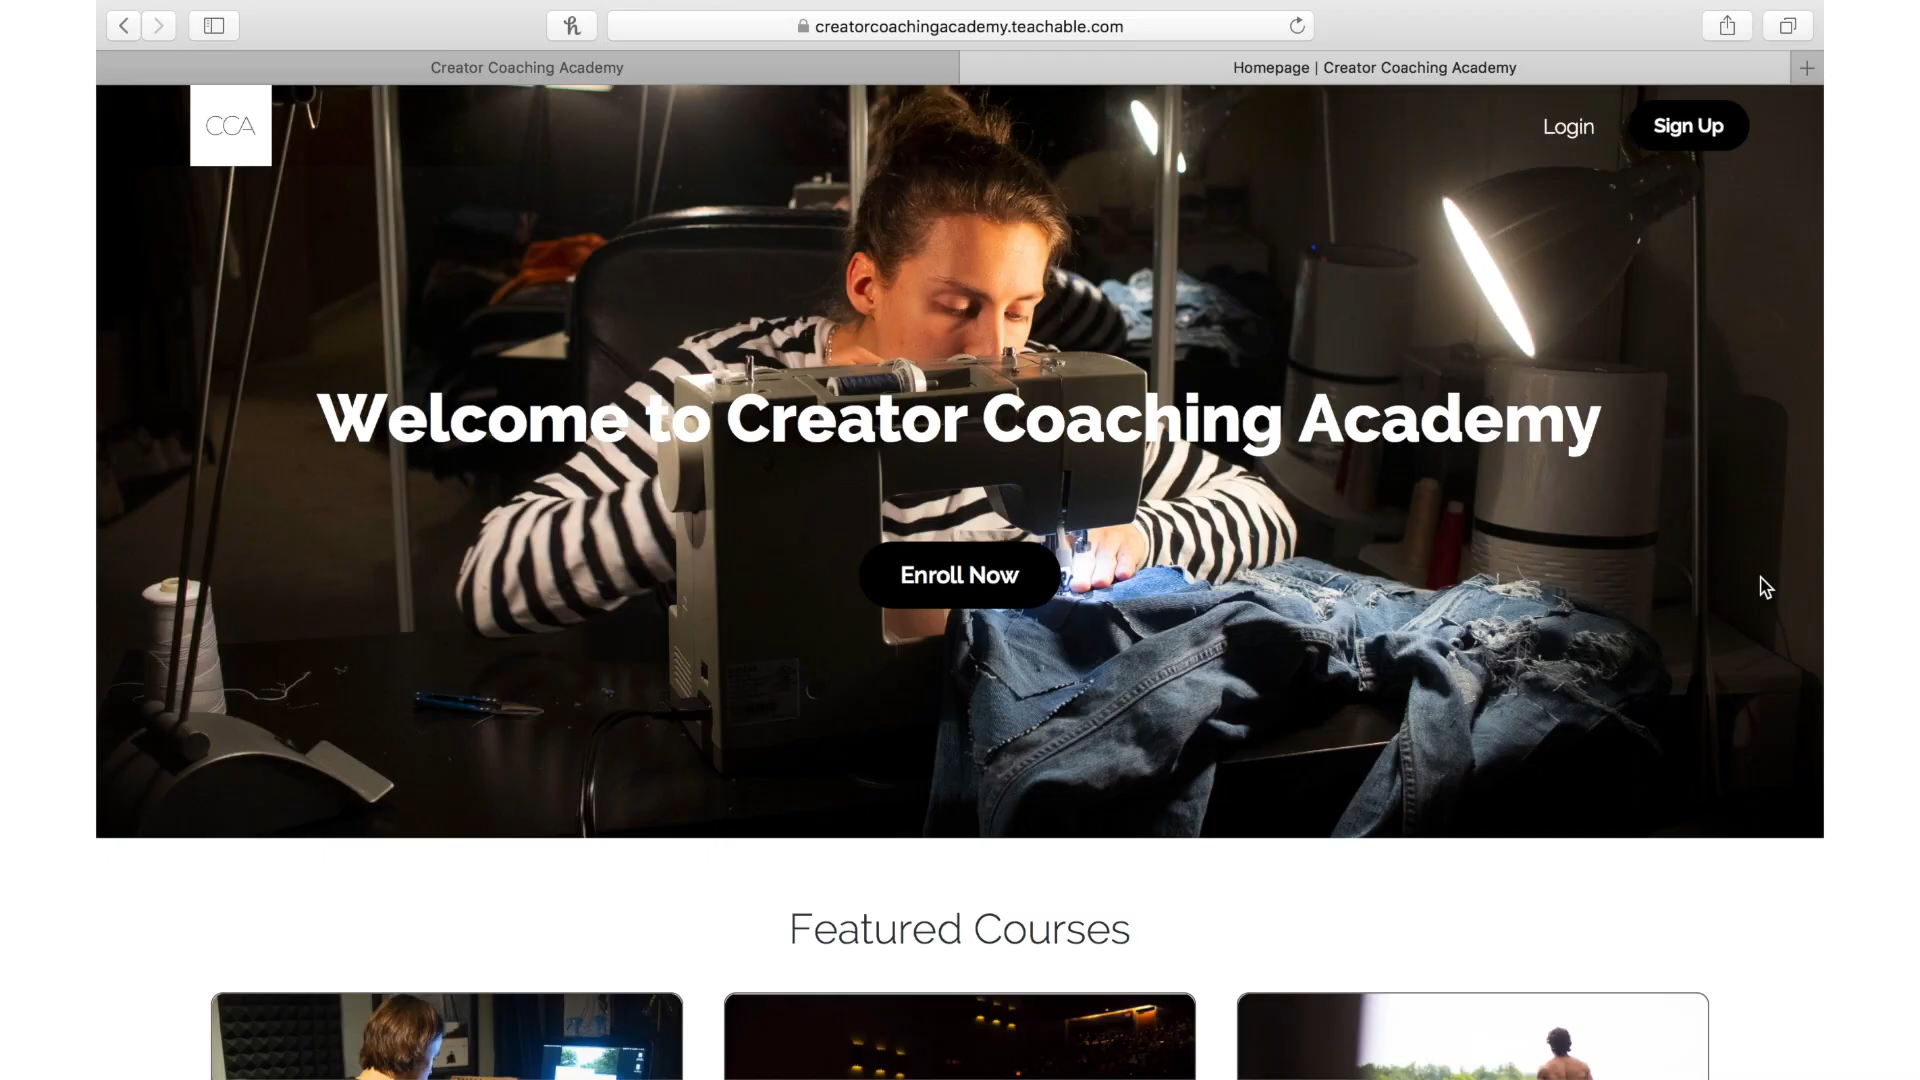 creatorcoachingacademy.teachable.com
Creator Coaching Academy
Homepage | Creator Coaching Academy
CCA
Login
Sign Up
Welcome to Creator Coaching Academy
Enroll Now
Featured Courses